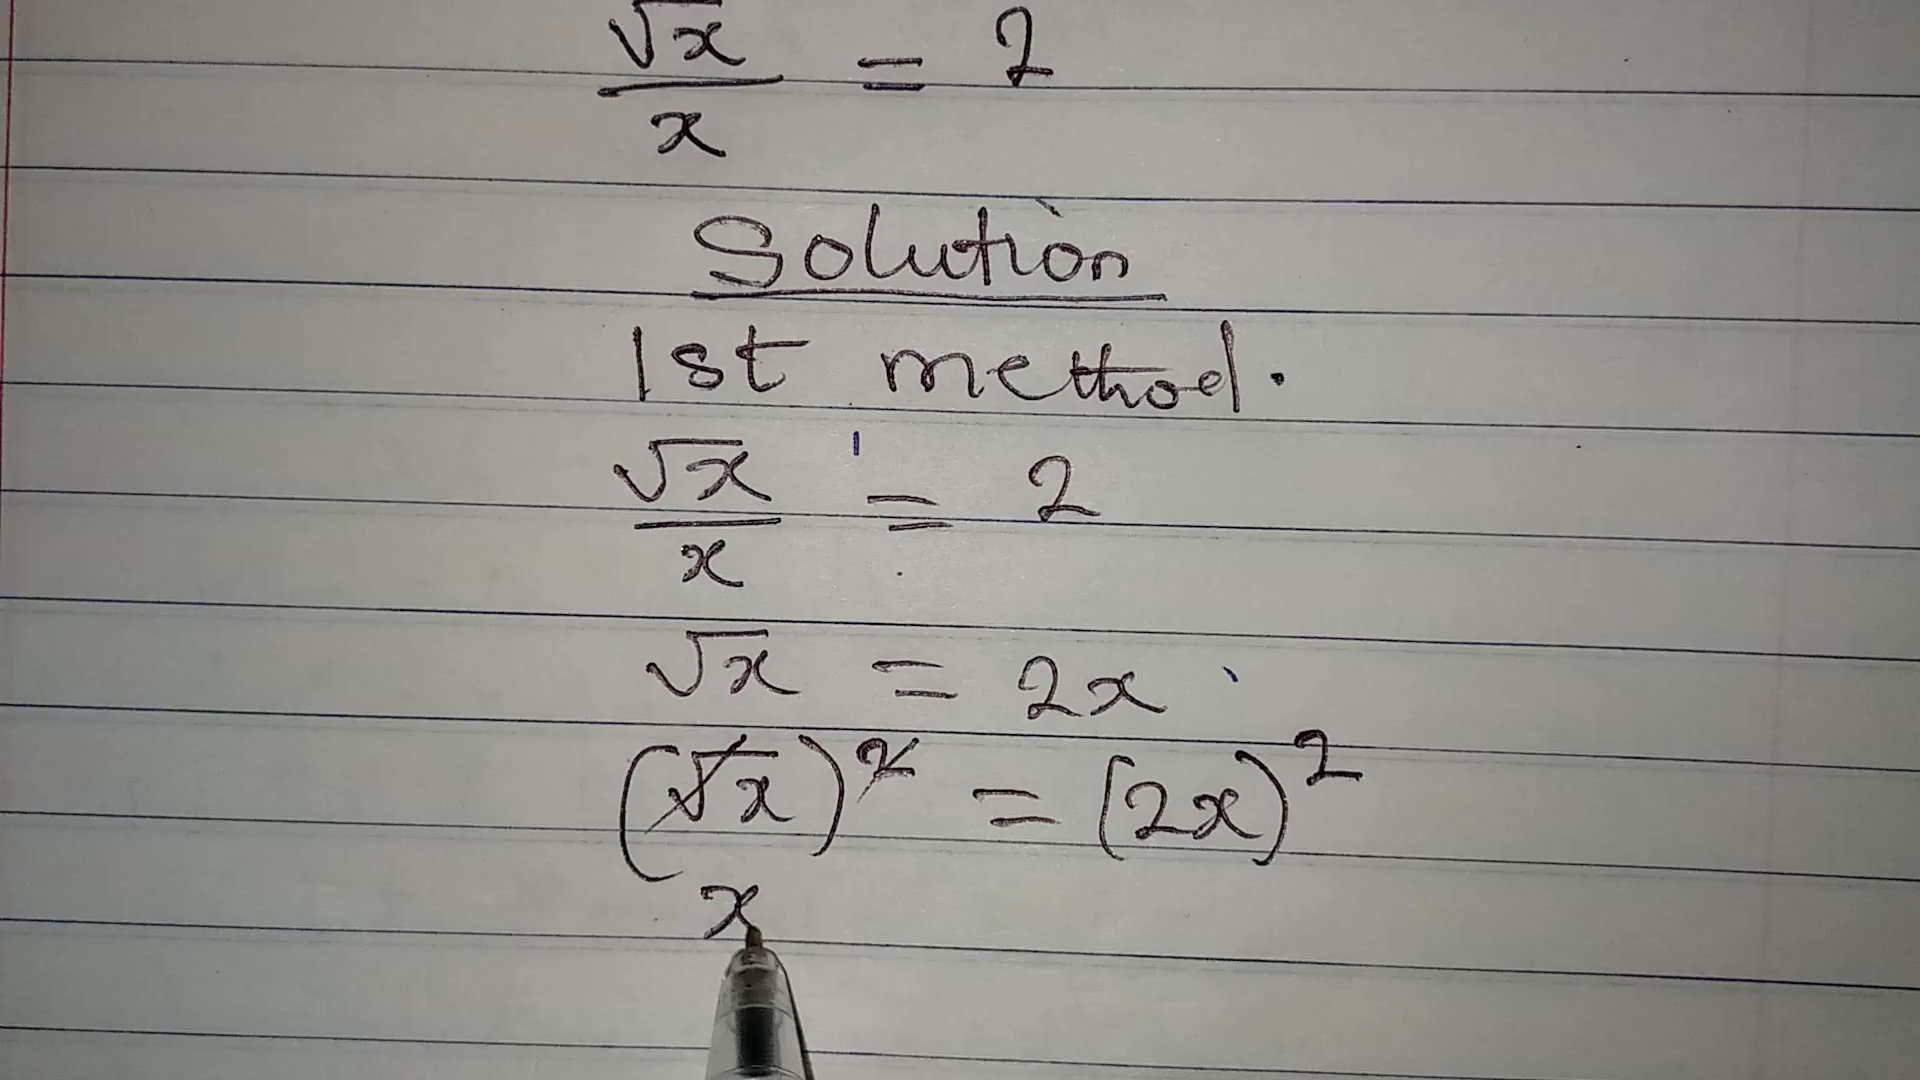 √x/x = 2
Solution
1st method.
√x/x = 2
√x = 2x
(√x)² = (2x)²
x